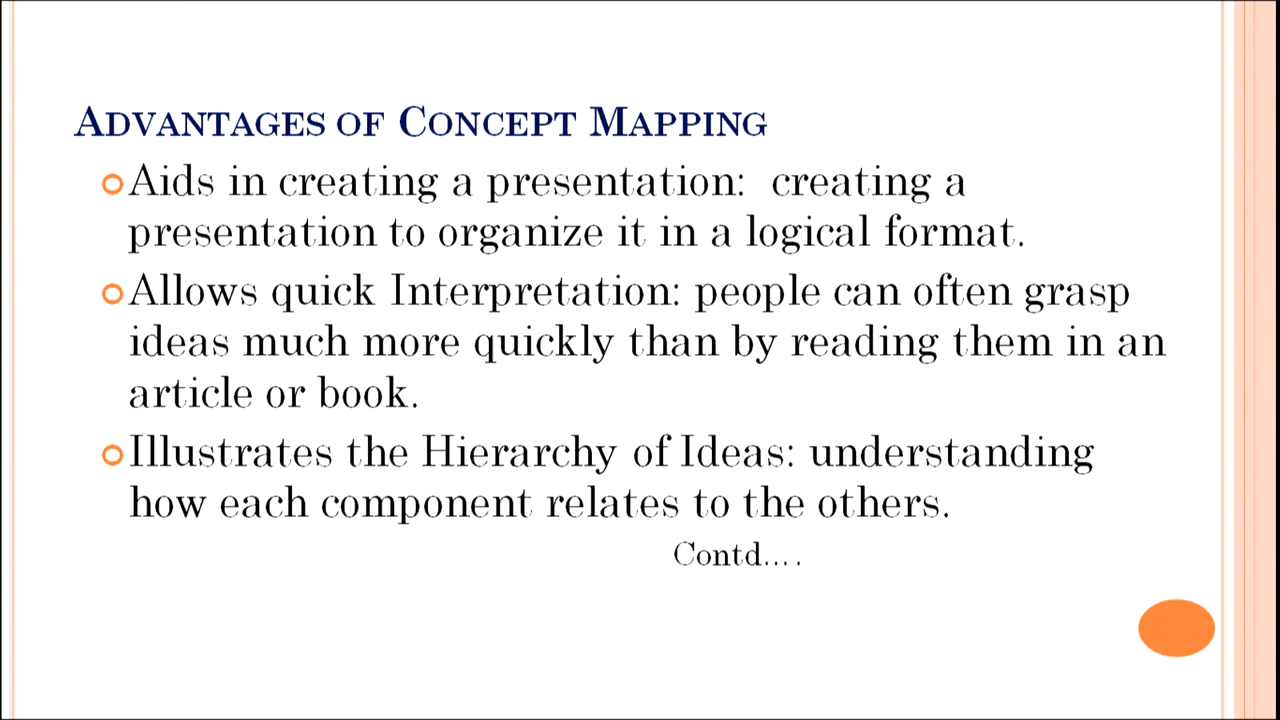 ADVANTAGES OF CONCEPT MAPPING
Aids in creating a presentation:  creating a
presentation to organize it in a logical format.
Allows quick Interpretation: people can often grasp
ideas much more quickly than by reading them in an
article or book.
Illustrates the Hierarchy of Ideas: understanding
how each component relates to the others.
Contd....